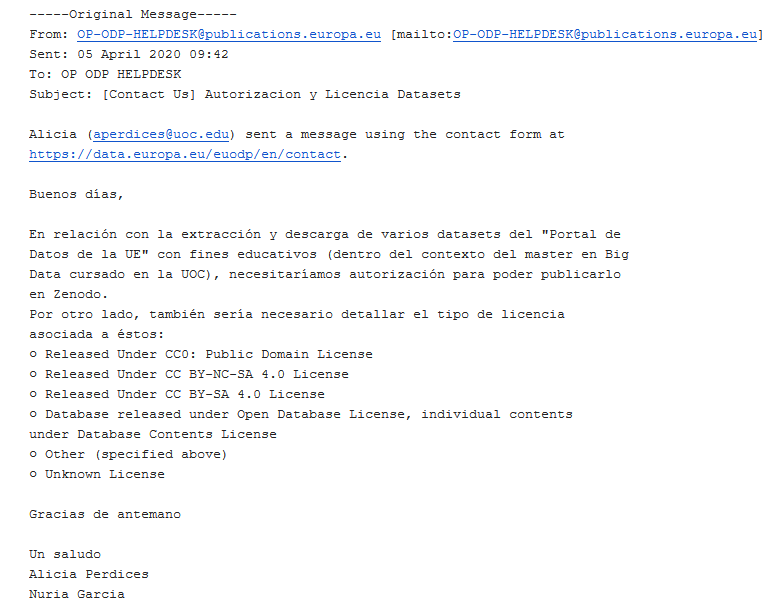 -----Original Message-----
From: OP-ODP-HELPDESK@publications.europa.eu [mailto:OP-ODP-HELPDESK@publications.europa.eu]
Sent: 05 April 2020 09:42
To: OP ODP HELPDESK
Subject: [Contact Us] Autorizacion y Licencia Datasets
Alicia (aperdices@uoc.edu) sent a message using the contact form at
https://data.europa.eu/euodp/en/contact.
Buenos días,
En relación con la extracción y descarga de varios datasets del "Portal de
Datos de la UE" con fines educativos (dentro del contexto del master en Big
Data cursado en la UOC), necesitaríamos autorización para poder publicarlo
en Zenodo.
Por otro lado, también sería necesario detallar el tipo de licencia
asociada a éstos:
○ Released Under CC0: Public Domain License
○ Released Under CC BY-NC-SA 4.0 License
○ Released Under CC BY-SA 4.0 License
○ Database released under Open Database License, individual contents
under Database Contents License
○ Other (specified above)
○ Unknown License
Gracias de antemano
Un saludo
Alicia Perdices
Nuria Garcia